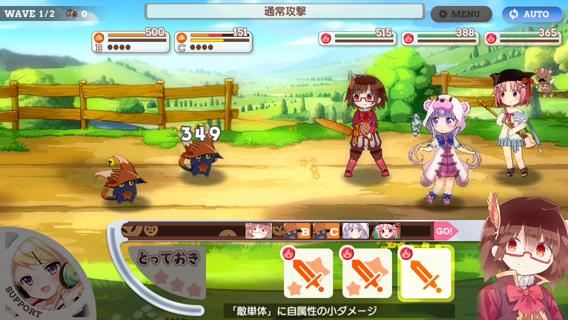 WAVE 1/2 0
通常攻撃
MENU
AUTO
500
151
515
388
365
B
C
349
B
C
GO!
とっておき
SUPPORT
「敵単体」に自属性の小ダメージ